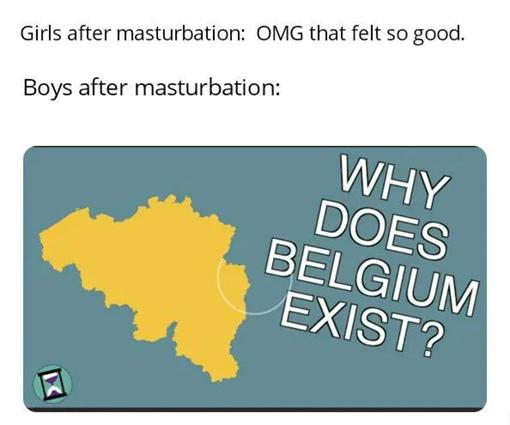 Girls after masturbation:  OMG that felt so good.
Boys after masturbation:
WHY
DOES
BELGIUM
EXIST?